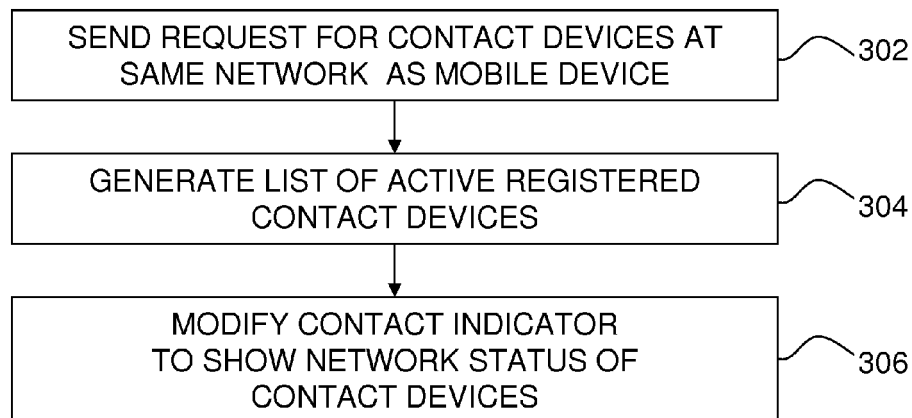 SEND REQUEST FOR CONTACT DEVICES AT
SAME NETWORK AS MOBILE DEVICE
302
GENERATE LIST OF ACTIVE REGISTERED
CONTACT DEVICES
304
MODIFY CONTACT INDICATOR
TO SHOW NETWORK STATUS OF
CONTACT DEVICES
306